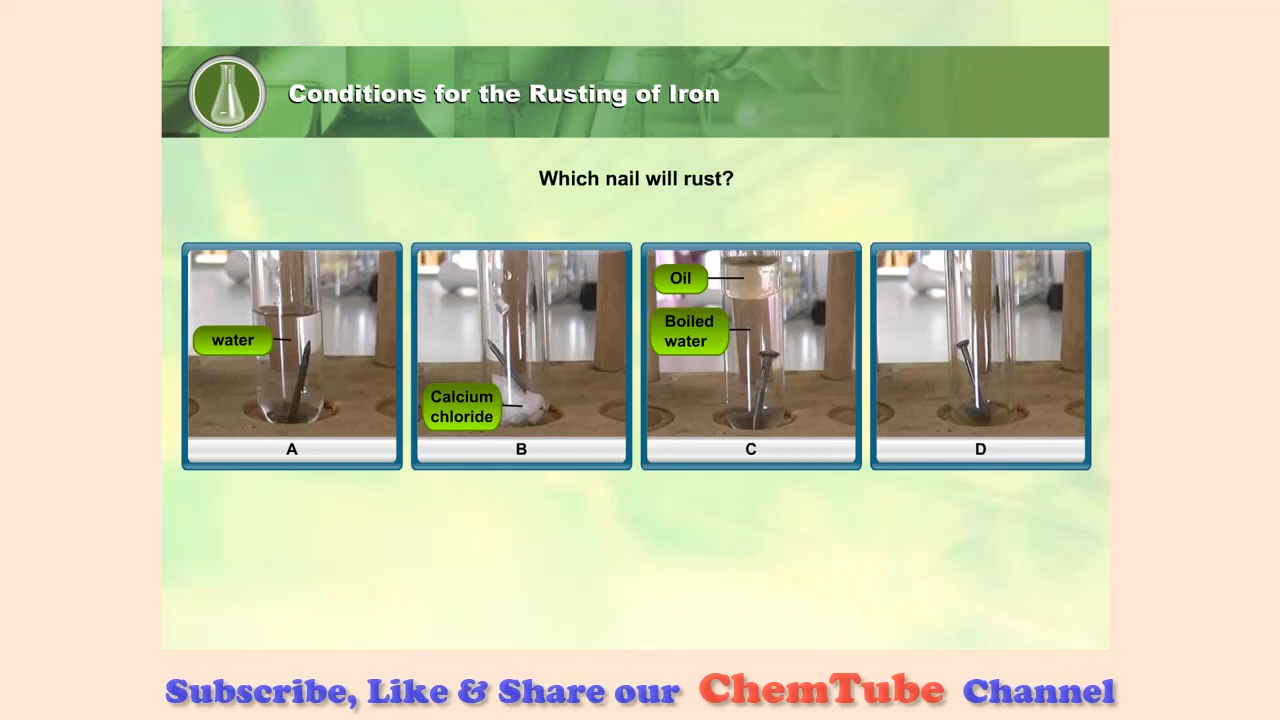 Conditions for the Rusting of Iron
Which nail will rust?
water
A
Calcium
chloride
B
Oil
Boiled
water
C
D
Subscribe, Like & Share our ChemTube Channel